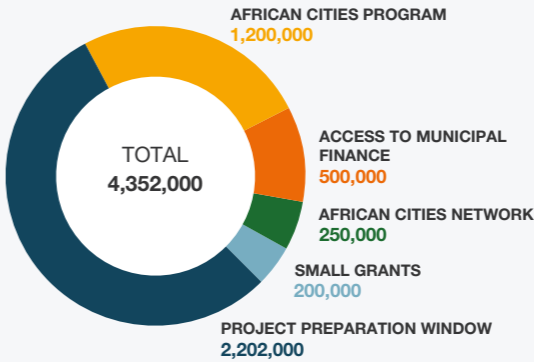 AFRICAN CITIES PROGRAM
1,200,000
TOTAL
4,352,000
ACCESS TO MUNICIPAL
FINANCE
500,000
AFRICAN CITIES NETWORK
250,000
SMALL GRANTS
200,000
PROJECT PREPARATION WINDOW
2,202,000